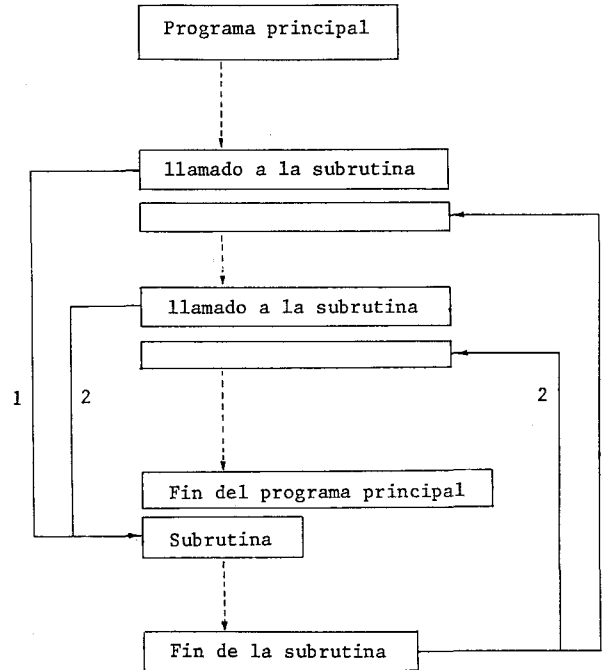 Programa principal
llamado a la subrutina
llamado a la subrutina
1
2
2
Fin del programa principal
Subrutina
Fin de la subrutina